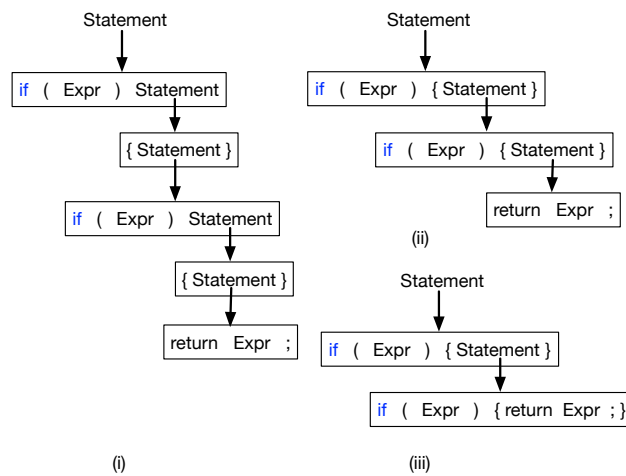 Statement
if ( Expr ) Statement
{ Statement }
if ( Expr ) Statement
{ Statement }
return Expr ;
(i)
Statement
if ( Expr ) { Statement }
if ( Expr ) { Statement }
return Expr ;
(ii)
Statement
if ( Expr ) { Statement }
if ( Expr ) { return Expr ; }
(iii)